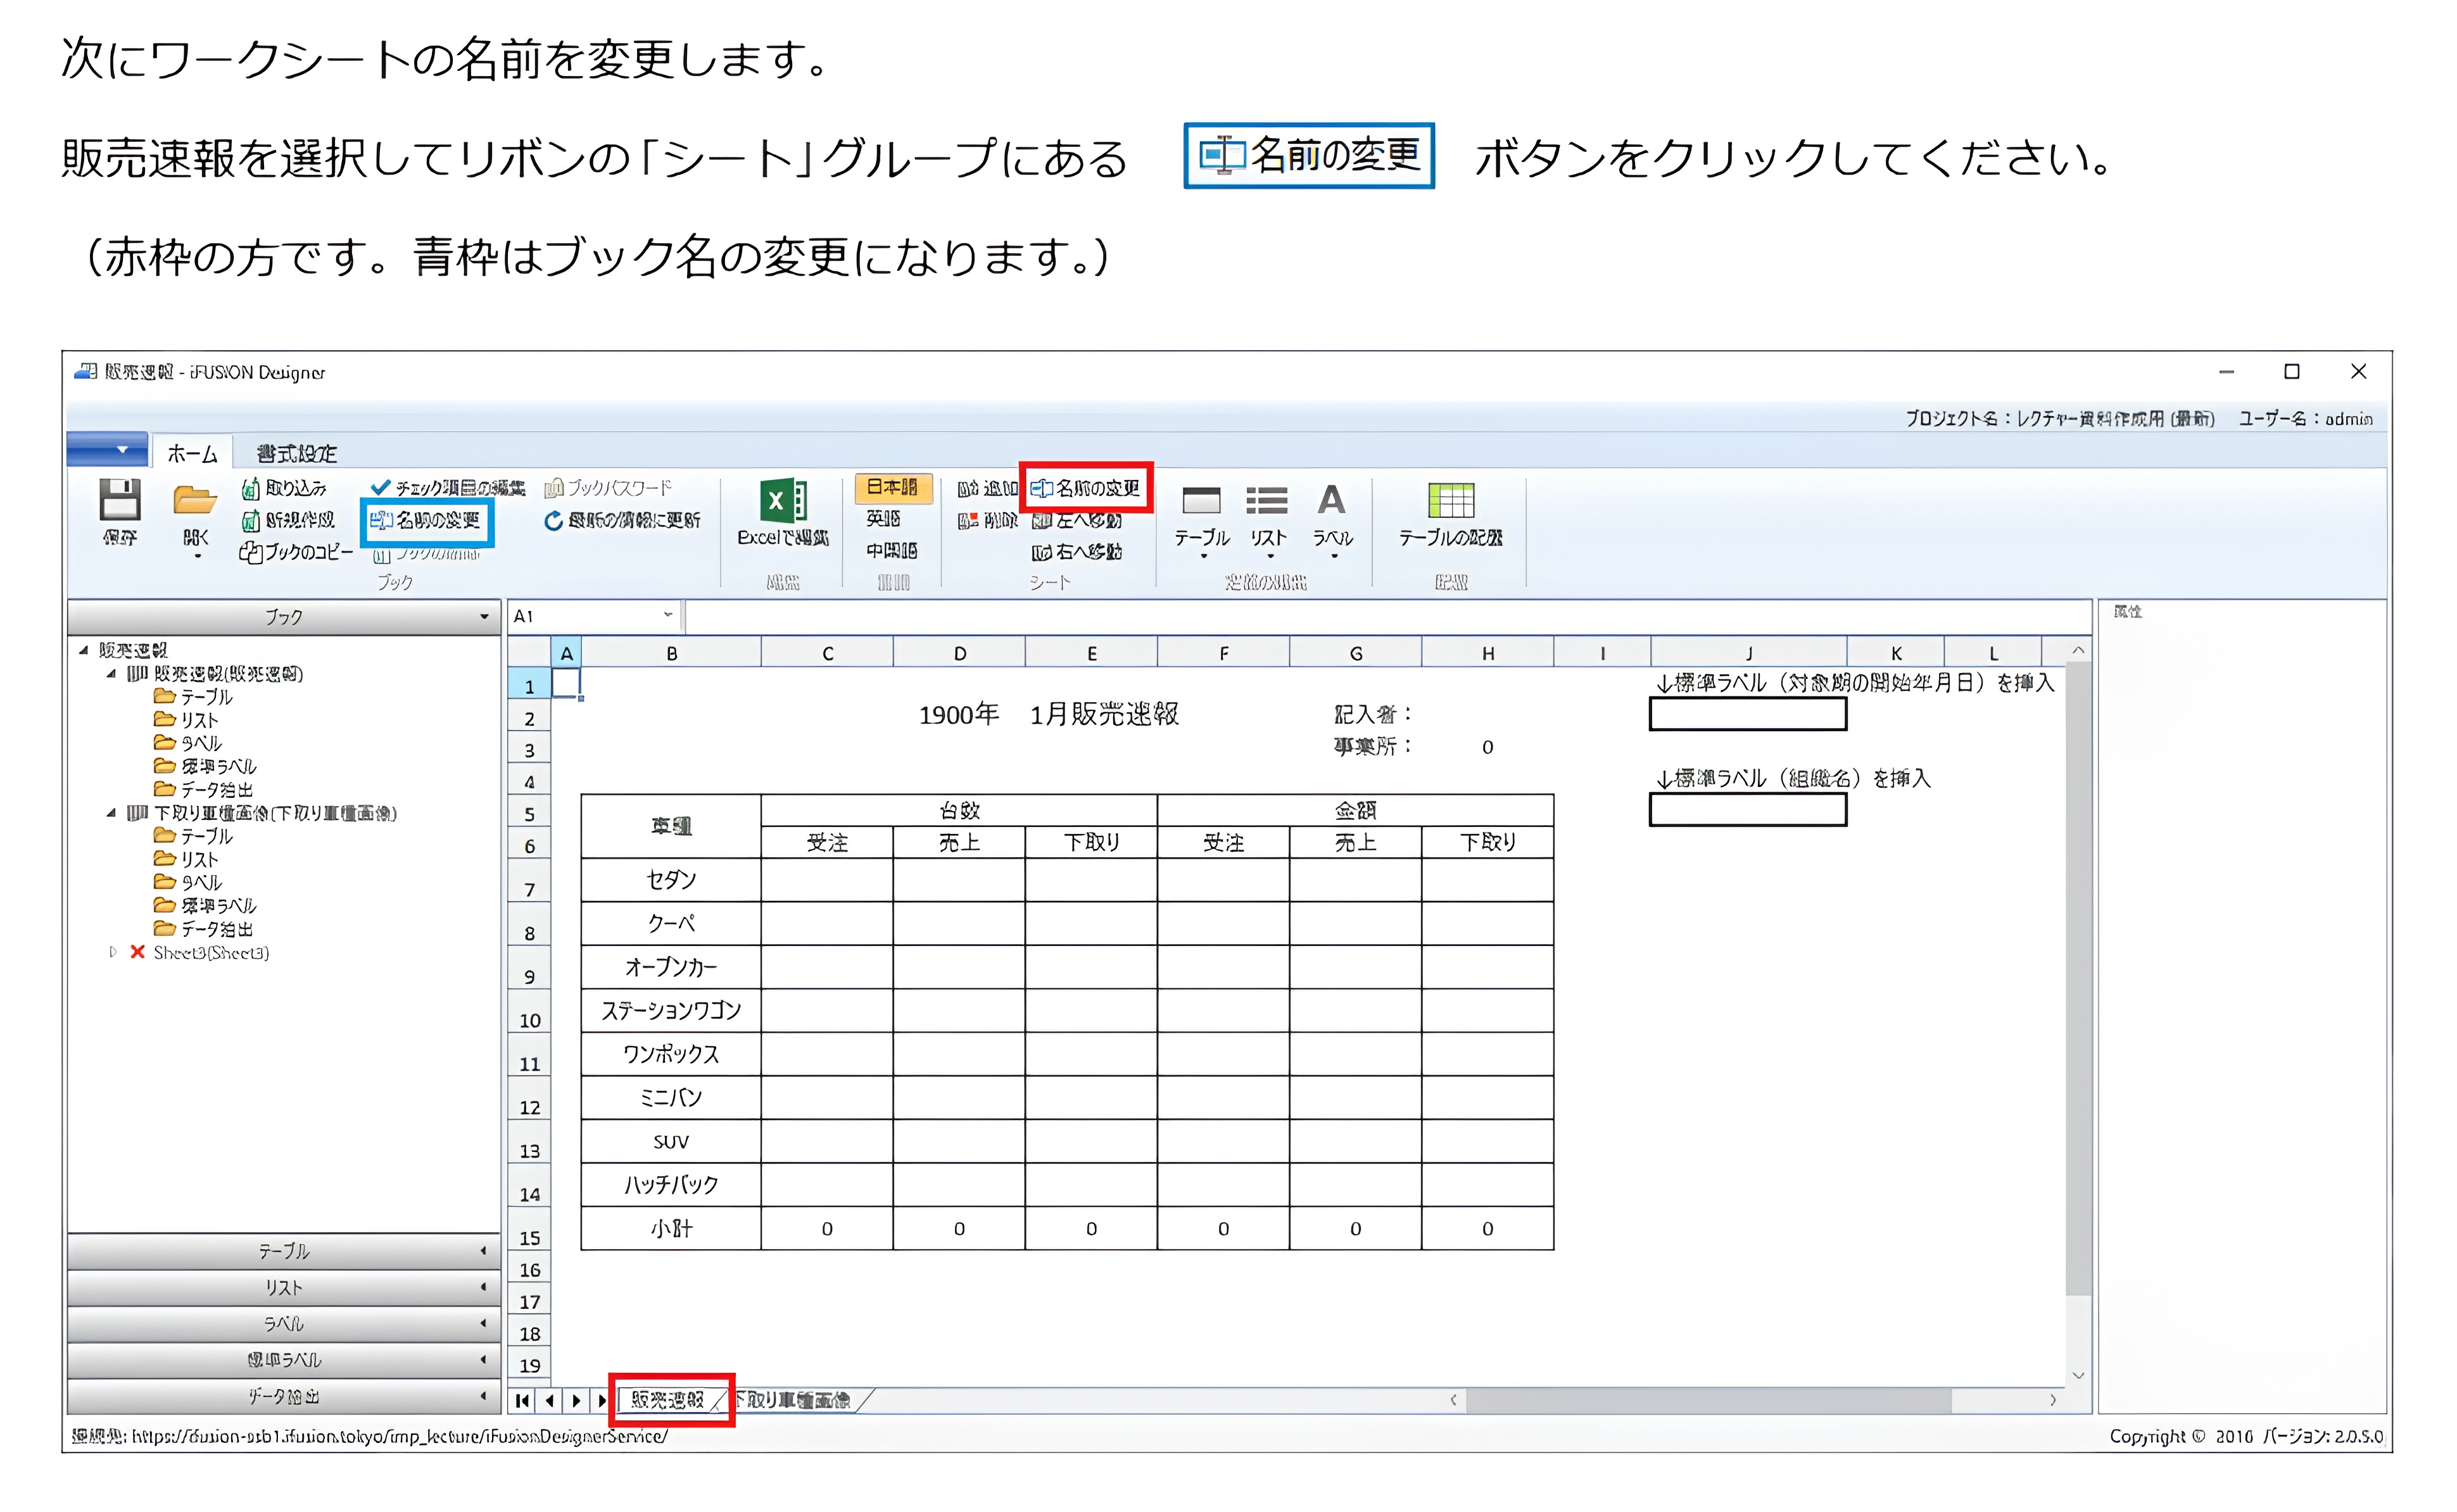 次にワークシートの名前を変更します。
販売速報を選択してリボンの「シート」グループにある 名前の変更 ボタンをクリックしてください。
（赤枠の方です。青枠はブック名の変更になります。）
販売速報 - iFUSION Designer
プロジェクト名：レクチャー資料作成用 (最新) ユーザー名：admin
ホーム 書式設定
保存 開く
取り込み
新規作成
ブックのコピー
チェック項目の編集
名前の変更
ブックパスワード
最新の情報に更新
ブック
Excelで編集
編集
日本語
英語
中国語
追加
削除
名前の変更
左へ移動
右へ移動
シート
テーブル リスト ラベル
テーブルの配置
配置
ブック
A1
属性
販売速報
販売速報(販売速報)
テーブル
リスト
ラベル
標準ラベル
データ抽出
下取り車種画像(下取り車種画像)
テーブル
リスト
ラベル
標準ラベル
データ抽出
Sheet3(Sheet3)
テーブル
リスト
ラベル
標準ラベル
データ抽出
A B C D E F G H I J K L
1 ↓標準ラベル（対象期の開始年月日）を挿入
2 1900年 1月販売速報 記入者：
3 事業所： 0
4 ↓標準ラベル（組織名）を挿入
5 車種 台数 金額
6 受注 売上 下取り 受注 売上 下取り
7 セダン
8 クーペ
9 オープンカー
10 ステーションワゴン
11 ワンボックス
12 ミニバン
13 SUV
14 ハッチバック
15 小計 0 0 0 0 0 0
16
17
18
19
販売速報 下取り車種画像
Copyright © 2016 バージョン: 2.0.5.0